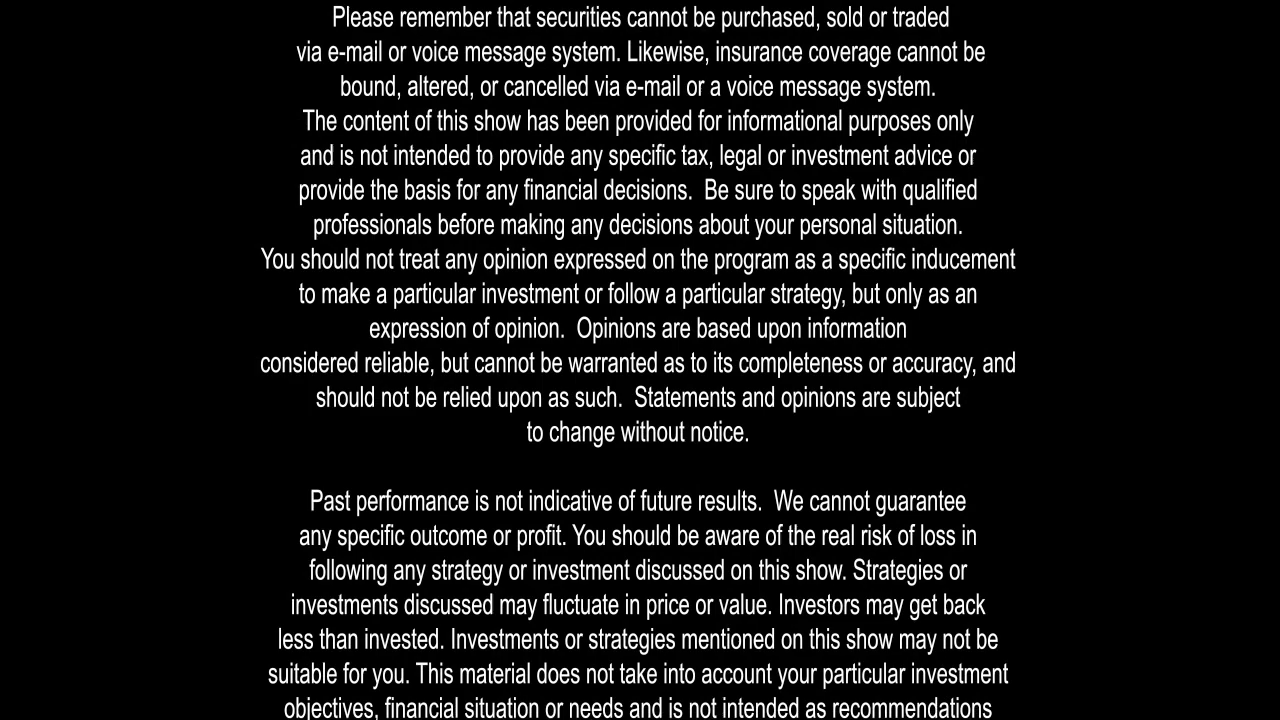 Please remember that securities cannot be purchased, sold or traded
via e-mail or voice message system. Likewise, insurance coverage cannot be
bound, altered, or cancelled via e-mail or a voice message system.
The content of this show has been provided for informational purposes only
and is not intended to provide any specific tax, legal or investment advice or
provide the basis for any financial decisions.  Be sure to speak with qualified
professionals before making any decisions about your personal situation.
You should not treat any opinion expressed on the program as a specific inducement
to make a particular investment or follow a particular strategy, but only as an
expression of opinion.  Opinions are based upon information
considered reliable, but cannot be warranted as to its completeness or accuracy, and
should not be relied upon as such.  Statements and opinions are subject
to change without notice.
Past performance is not indicative of future results.  We cannot guarantee
any specific outcome or profit. You should be aware of the real risk of loss in
following any strategy or investment discussed on this show. Strategies or
investments discussed may fluctuate in price or value. Investors may get back
less than invested. Investments or strategies mentioned on this show may not be
suitable for you. This material does not take into account your particular investment
objectives, financial situation or needs and is not intended as recommendations